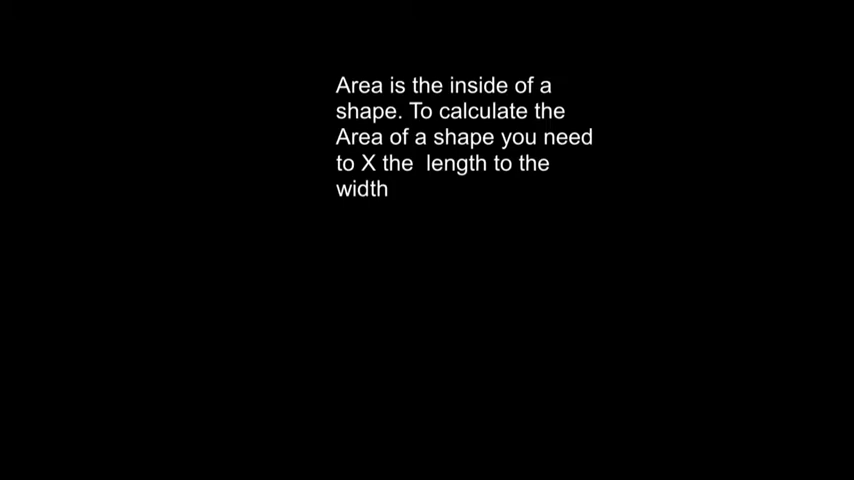 Area is the inside of a
shape. To calculate the
Area of a shape you need
to X the  length to the
width